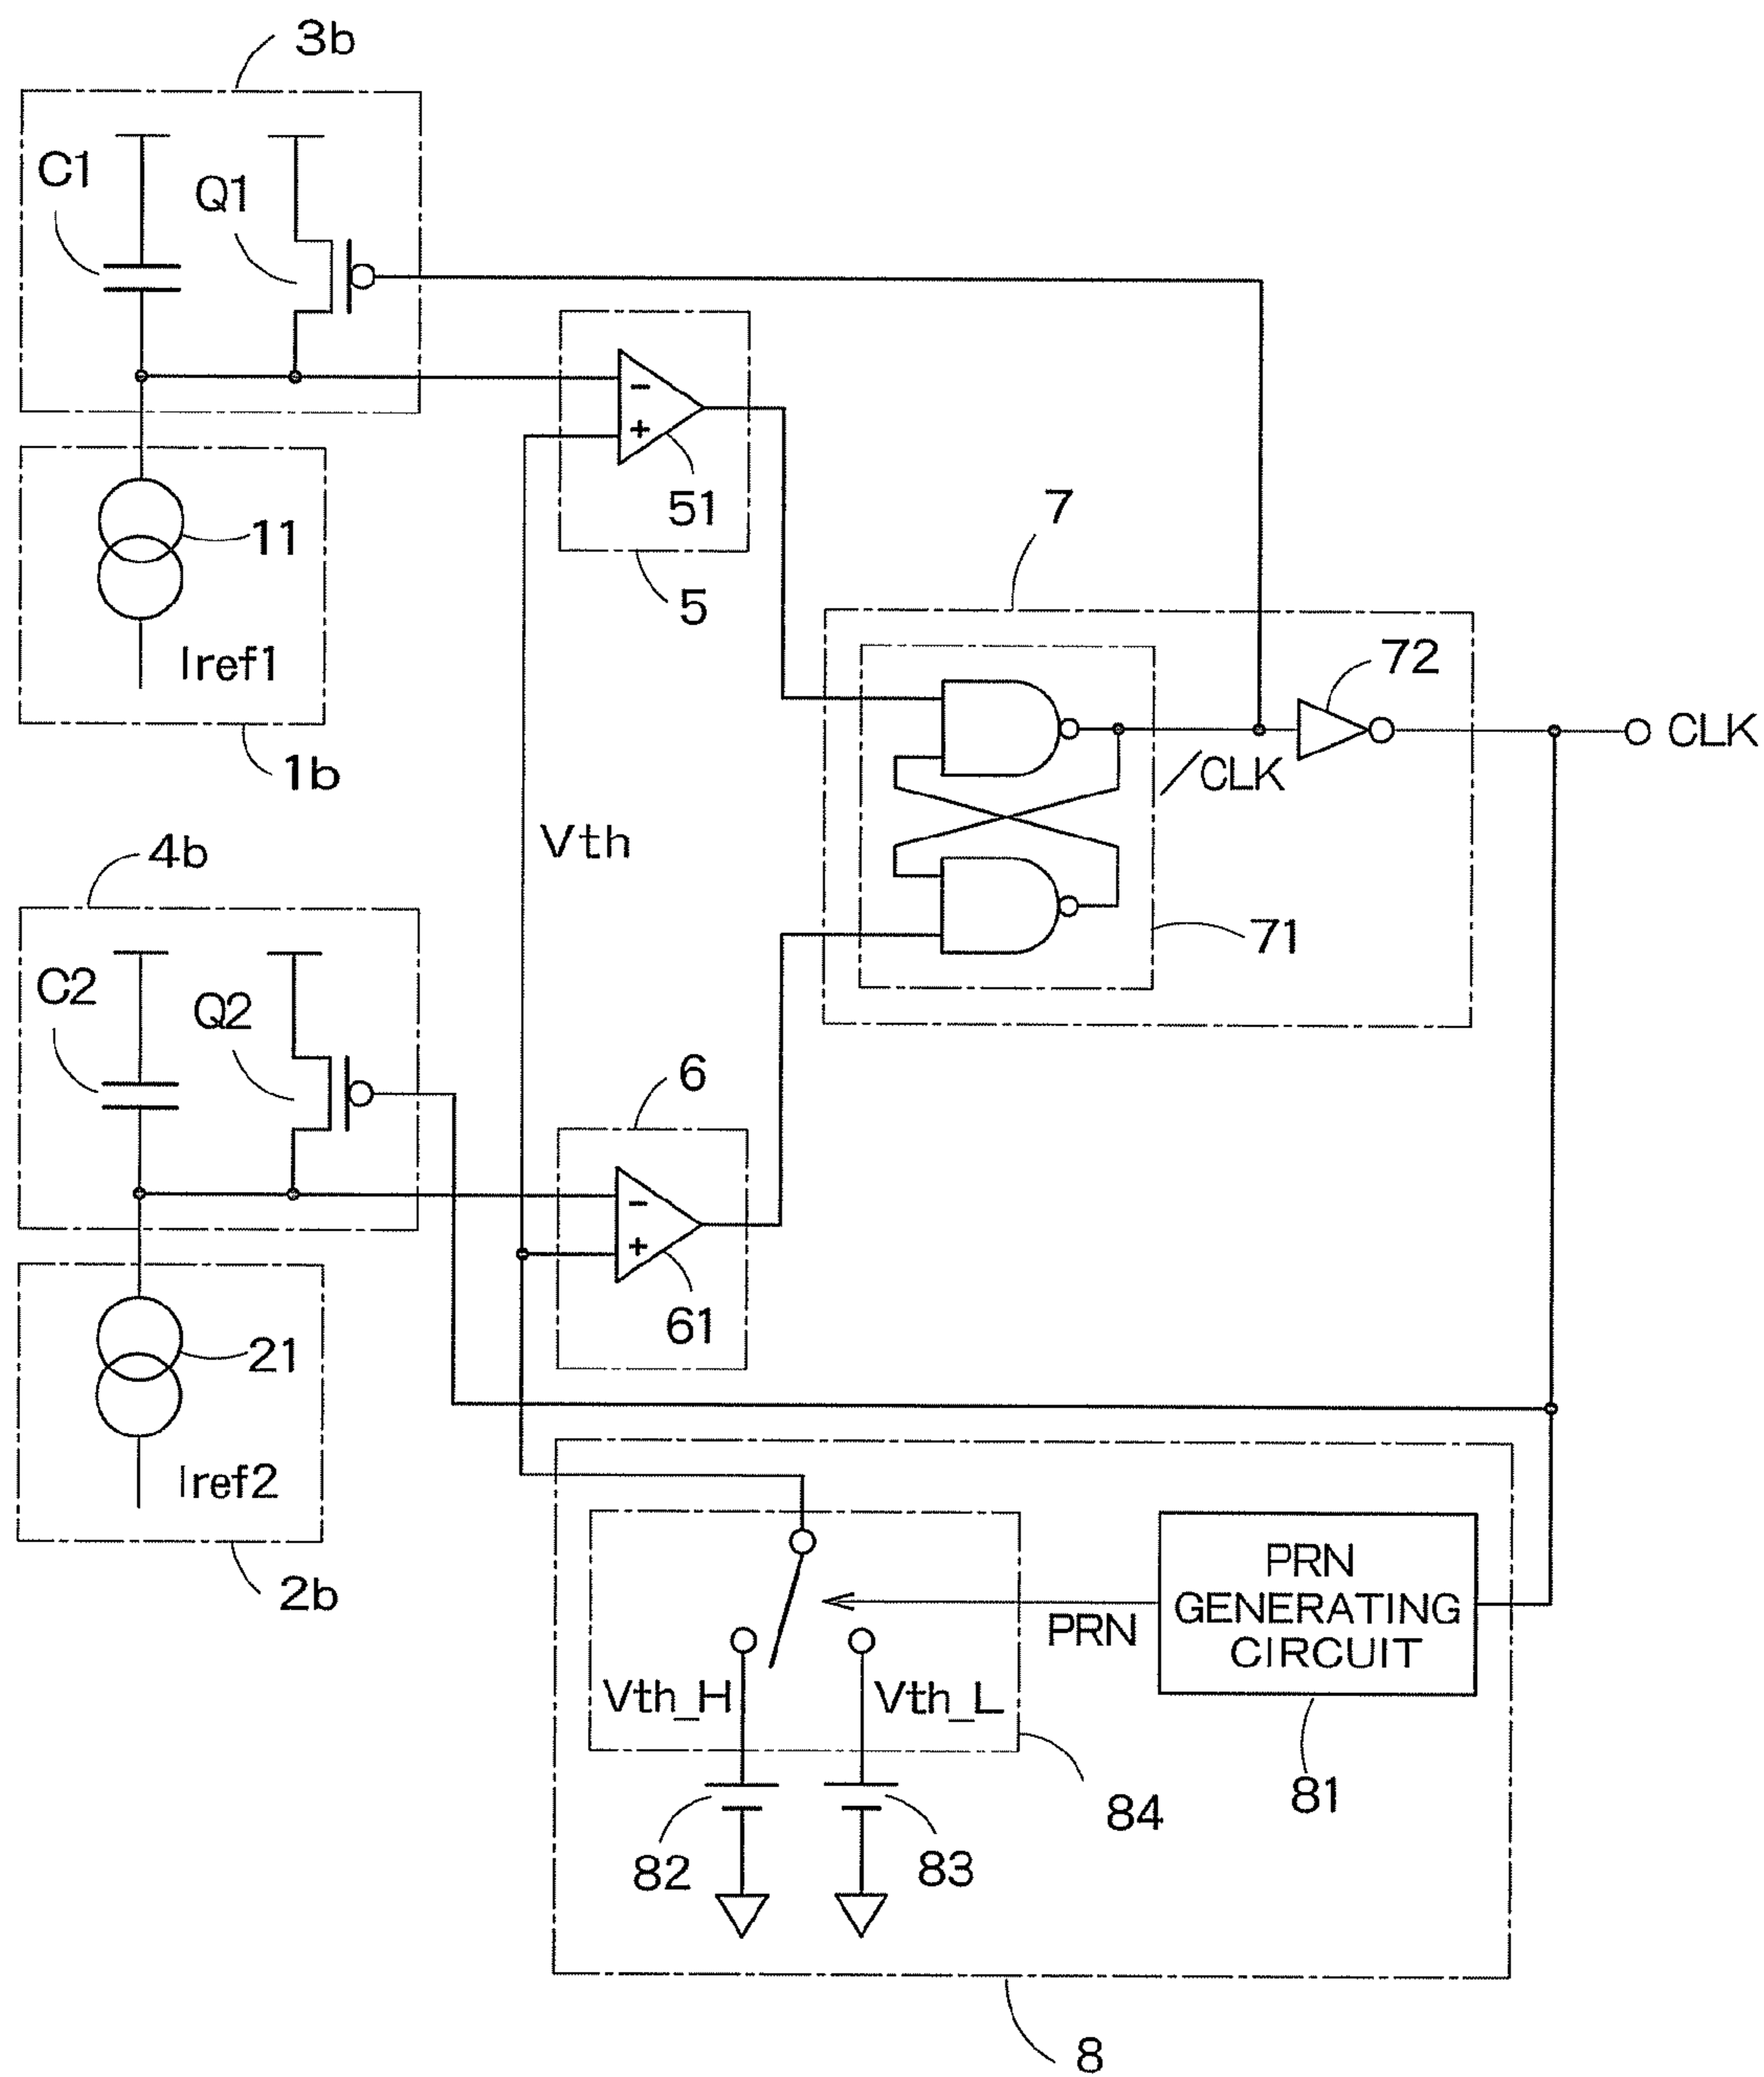 3b
C1
Q1
51
5
11
Iref1
1b
7
72
CLK
/CLK
Vth
4b
71
C2
Q2
6
61
21
Iref2
2b
PRN
GENERATING
CIRCUIT
PRN
Vth_H
Vth_L
81
84
82
83
8